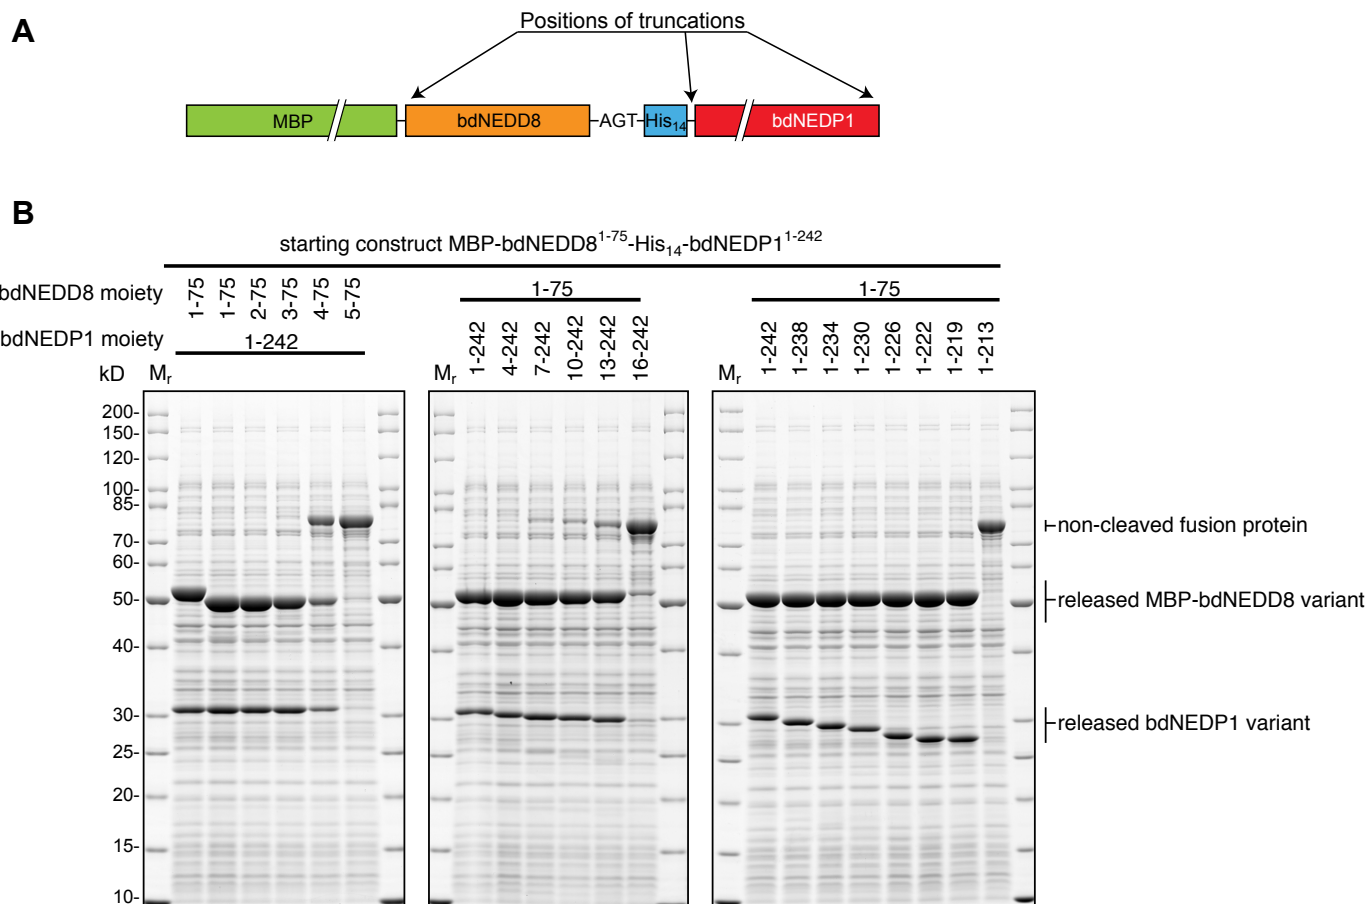 A
Positions of truncations
MBP
bdNEDD8
-AGT-
His14
bdNEDP1
B
starting construct MBP-bdNEDD8 1-75-His14-bdNEDP1 1-242
bdNEDD8 moiety
1-75
1-75
2-75
3-75
4-75
5-75
bdNEDP1 moiety
1-242
kD
Mr
200-
150-
120-
100-
85-
70-
60-
50-
40-
30-
25-
20-
15-
10-
1-75
Mr
1-242
4-242
7-242
10-242
13-242
16-242
1-75
Mr
1-242
1-238
1-234
1-230
1-226
1-222
1-219
1-213
non-cleaved fusion protein
released MBP-bdNEDD8 variant
released bdNEDP1 variant